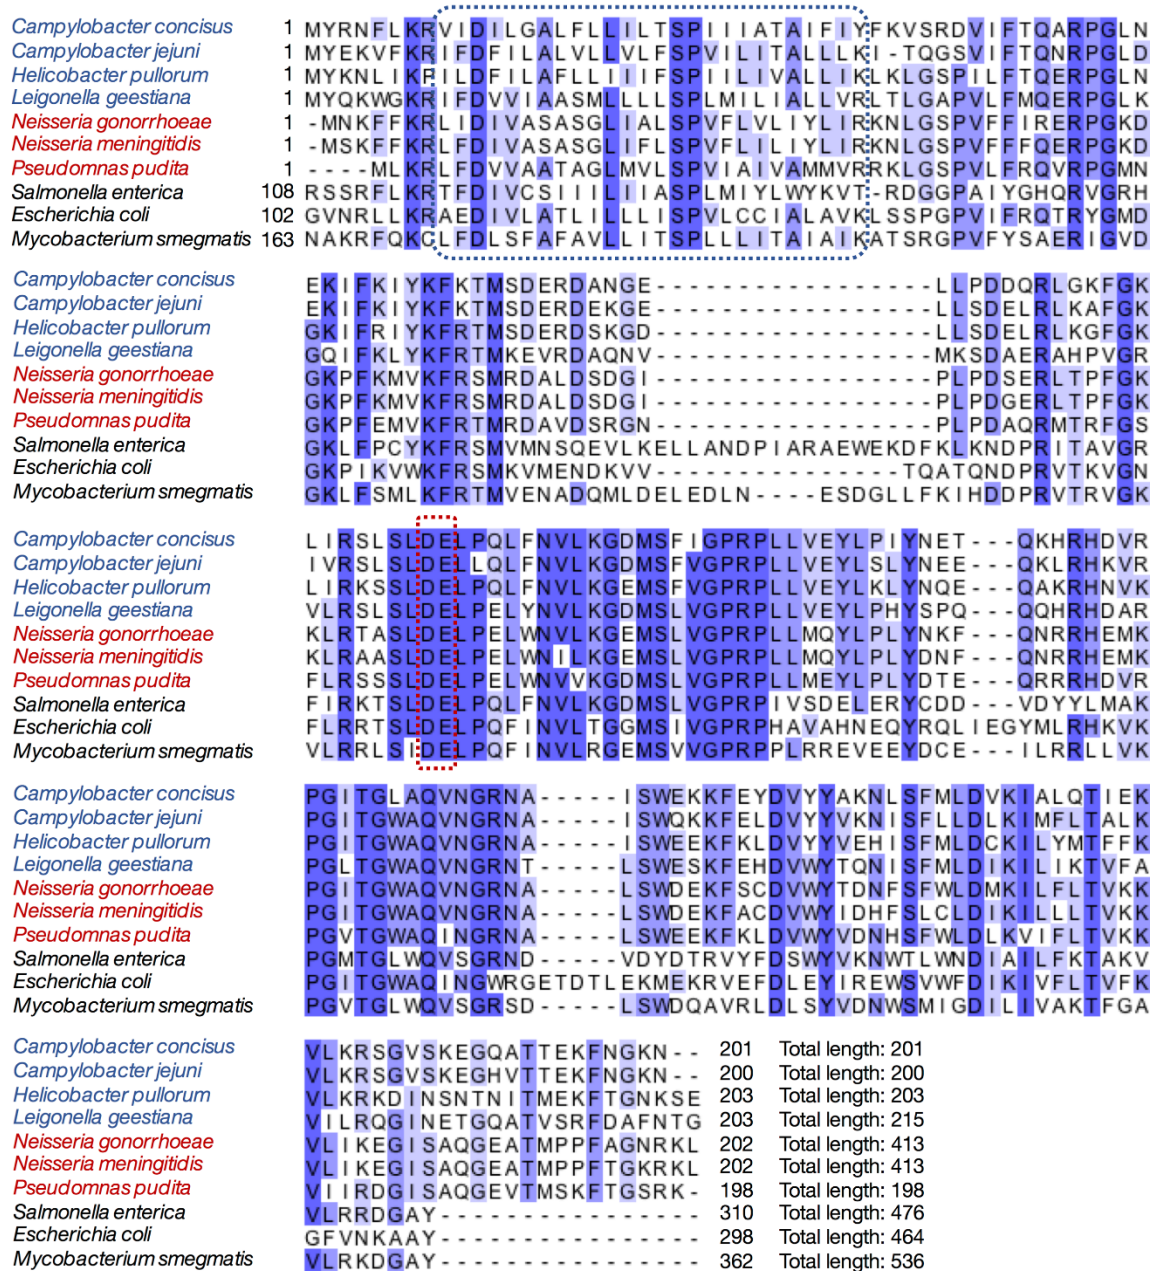 Campylobacter concisus 1 MYRNFLKRVIDILGALFLLILTSPIIIATAIFIYFKVSRDVIFTQARPGLN
Campylobacter jejuni 1 MYEKVFKRIFDFILALVLLVLFSPVILITALLLKI-TQGSVIFTQNRPGLD
Helicobacter pullorum 1 MYKNLIKPILDFILAFLLIIIFSPIILIVALLIKLKLGSPILFTQERPGLN
Leigonella geestiana 1 MYQKWGKRIFDVVIAASMLLLLSPLMILIALLVRLTLGAPVLFMQERPGLK
Neisseria gonorrhoeae 1 -MNKFFKRLIDIVASASGLIALSPVFLVLIYLIRKNLGSPVFFIRERPGKD
Neisseria meningitidis 1 -MSKFFKRLFDIVASASGLIFLSPVFLILIYLIRKNLGSPVFFFQERPGKD
Pseudomnas pudita 1 ----MLKRLFDVVAATAGLMVLSPVIAIVAMMVRRKLGSPVLFRQVRPGMN
Salmonella enterica 108 RSSRFLKRTFDIVCSIIILIIASPLMIYLWYKVT-RDGGPAIYGHQRVGRH
Escherichia coli 102 GVNRLLKRAEDIVLATLILLLISPVLCCIALAVKLSSPGPVIFRQTRYGMD
Mycobacterium smegmatis 163 NAKRFQKCLFDLSFAFAVLLITSPLLLITAIAIKATSRGPVFYSAERIGVD
Campylobacter concisus EKIFKIYKFKTMSDERDANGE-----------------LLPDDQRLGKFGK
Campylobacter jejuni EKIFKIYKFKTMSDERDEKGE-----------------LLSDELRLKAFGK
Helicobacter pullorum GKIFRIYKFRTMSDERDSKGD-----------------LLSDELRLKGFGK
Leigonella geestiana GQIFKLYKFRTMKEVRDAQNV-----------------MKSDAERAHPVGR
Neisseria gonorrhoeae GKPFKMVKFRSMRDALDSDGI-----------------PLPDSERLTPFGK
Neisseria meningitidis GKPFKMVKFRSMRDALDSDGI-----------------PLPDGERLTPFGK
Pseudomnas pudita GKPFEMVKFRTMRDAVDSRGN-----------------PLPDAQRMTRFGS
Salmonella enterica GKLFPCYKFRSMVMNSQEVLKELLANDPIARAEWEKDFKLKNDPRITAVGR
Escherichia coli GKPIKVWKFRSMKVMENDKVV---------------TQATQNDPRVTKVGN
Mycobacterium smegmatis GKLFSMLKFRTMVENADQMLDELEDLN----ESDGLLFKIHDDPRVTRVGK
Campylobacter concisus LIRSLSLDELPQLFNVLKGDMSFIGPRPLLVEYLPIYNET---QKHRHDVR
Campylobacter jejuni IVRSLSLDELLQLFNVLKGDMSFVGPRPLLVEYLSLYNEE---QKLRHKVR
Helicobacter pullorum LIRKSSLDELPQLFNVLKGEMSFVGPRPLLVEYLKLYNQE---QAKRHNVK
Leigonella geestiana VLRSLSLDELPELYNVLKGDMSLVGPRPLLVEYLPHYSPQ---QQHRHDAR
Neisseria gonorrhoeae KLRTASLDELPELWNVLKGEMSLVGPRPLLMQYLPLYNKF---QNRRHEMK
Neisseria meningitidis KLRAASLDELPELWNILKGEMSLVGPRPLLMQYLPLYDNF---QNRRHEMK
Pseudomnas pudita FLRSSSLDELPELWNVVKGDMSLVGPRPLLMEYLPLYDTE---QRRRHDVR
Salmonella enterica FIRKTSLDELPQLFNVLKGDMSLVGPRPIVSDELERYCDD---VDYYLMAK
Escherichia coli FLRRTSLDELPQFINVLTGGMSIVGPRPHAVAHNEQYRQLIEGYMLRHKVK
Mycobacterium smegmatis VLRRLSIDELPQFINVLRGEMSVVGPRPPLRREVEEYDCE---ILRRLLVK
Campylobacter concisus PGITGLAQVNGRNA-----ISWEKKFEYDVYYAKNLSFMLDVKIALQTIEK
Campylobacter jejuni PGITGWAQVNGRNA-----ISWQKKFELDVYYVKNISFLLDLKIMFLTALK
Helicobacter pullorum PGITGWAQVNGRNA-----ISWEEKFKLDVYYVEHISFMLDCKILYMTFFK
Leigonella geestiana PGLTGWAQVNGRNT-----LSWESKFEHDVWYTQNISFMLDIKILIKTVFA
Neisseria gonorrhoeae PGITGWAQVNGRNA-----LSWDEKFSCDVWYTDNFSFWLDMKILFLTVKK
Neisseria meningitidis PGITGWAQVNGRNA-----LSWDEKFACDVWYIDHFSLCLDIKILLLTVKK
Pseudomnas pudita PGVTGWAQINGRNA-----LSWEEKFKLDVWYVDNHSFWLDLKVIFLTVKK
Salmonella enterica PGMTGLWQVSGRND-----VDYDTRVYFDSWYVKNWTLWNDIAILFKTAKV
Escherichia coli PGITGWAQINGWRGETDTLEKMEKRVEFDLEYIREWSVWFDIKIVFLTVFK
Mycobacterium smegmatis PGVTGLWQVSGRSD-----LSWDQAVRLDLSYVDNWSMIGDILIVAKTFGA
Campylobacter concisus VLKRSGVSKEGQATTEKFNGKN-- 201 Total length: 201
Campylobacter jejuni VLKRSGVSKEGHVTTEKFNGKN-- 200 Total length: 200
Helicobacter pullorum VLKRKDINSNTNITMEKFTGNKSE 203 Total length: 203
Leigonella geestiana VILRQGINETGQATVSRFDAFNTG 203 Total length: 215
Neisseria gonorrhoeae VLIKEGISAQGEATMPPFAGNRKL 202 Total length: 413
Neisseria meningitidis VLIKEGISAQGEATMPPFTGKRKL 202 Total length: 413
Pseudomnas pudita VIIRDGISAQGEVTMSKFTGSRK- 198 Total length: 198
Salmonella enterica VLRRDGAY---------------- 310 Total length: 476
Escherichia coli GFVNKAAY---------------- 298 Total length: 464
Mycobacterium smegmatis VLRKDGAY---------------- 362 Total length: 536